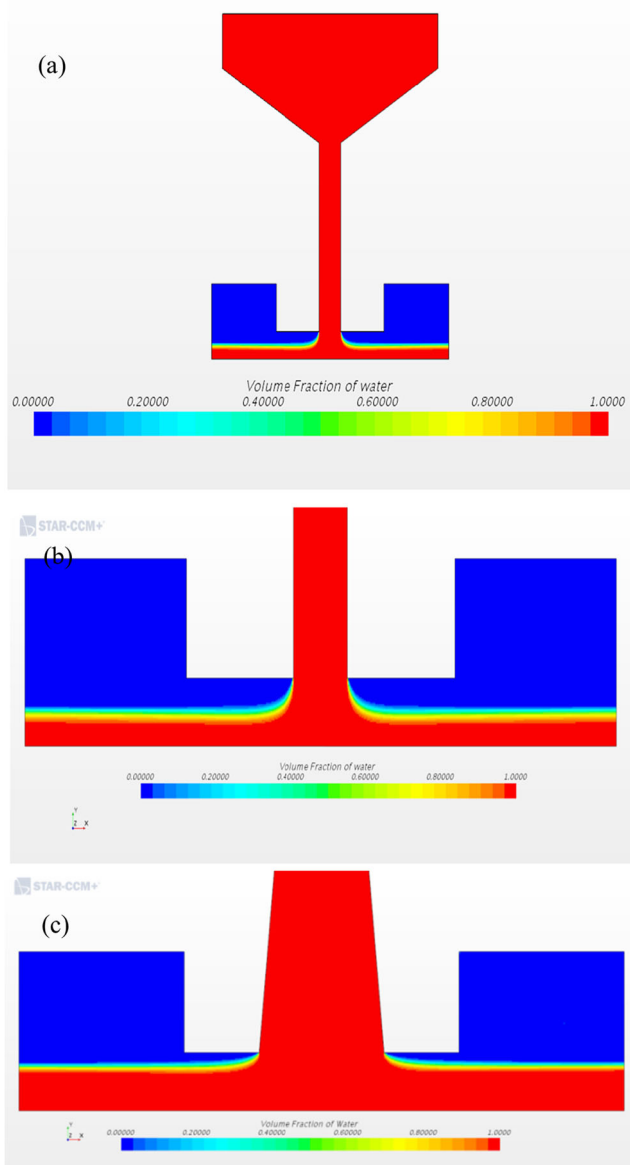 (a)
Volume Fraction of water
0.00000 0.20000 0.40000 0.60000 0.80000 1.0000
STAR-CCM+
(b)
Volume Fraction of water
0.00000 0.20000 0.40000 0.60000 0.80000 1.0000
Y
Z X
STAR-CCM+
(c)
Volume Fraction of Water
0.00000 0.20000 0.40000 0.60000 0.80000 1.0000
Y
Z X